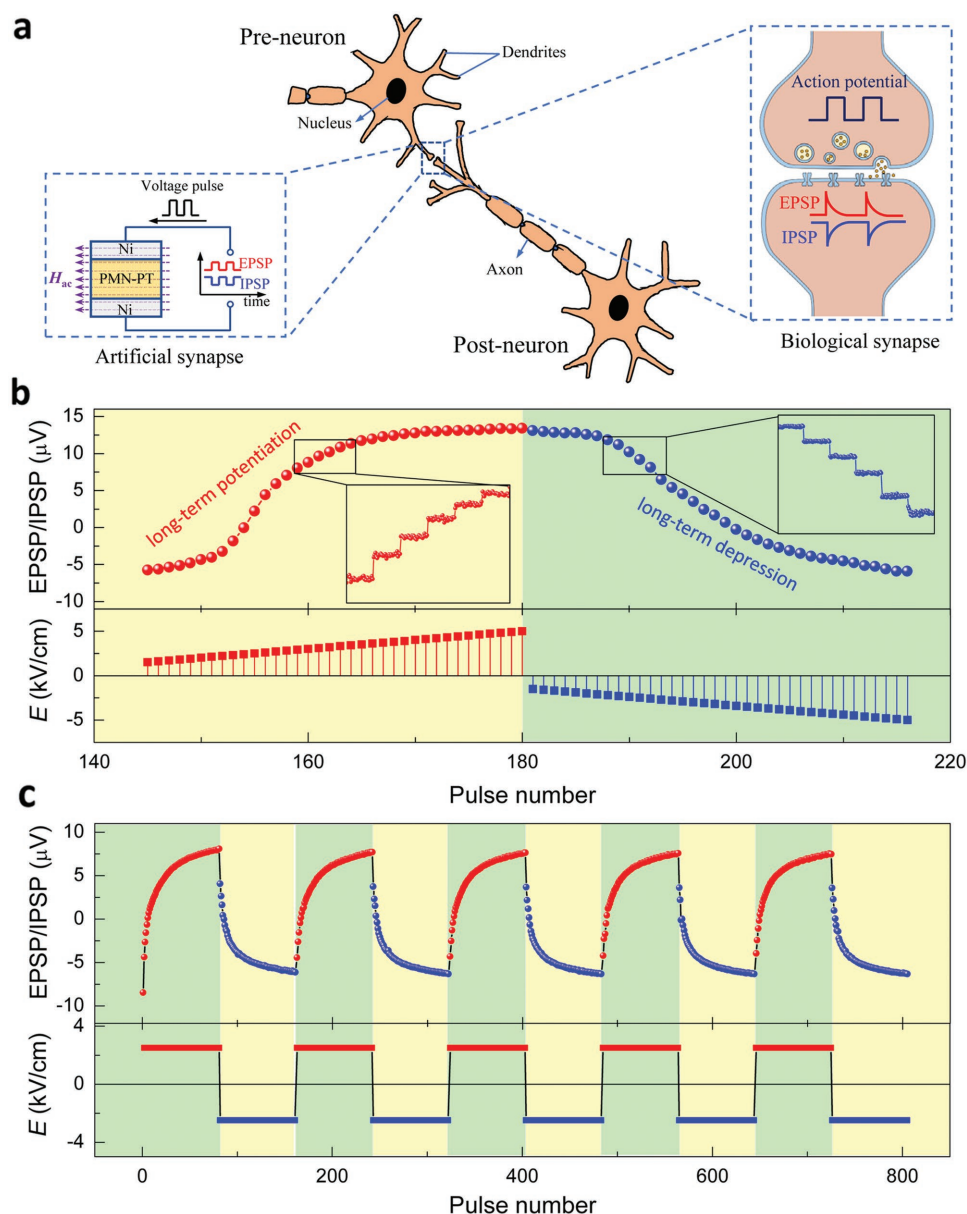 a
Pre-neuron
Dendrites
Nucleus
Axon
Post-neuron
Voltage pulse
Ni
PMN-PT
Ni
Hac
EPSP
IPSP
time
Artificial synapse
Action potential
EPSP
IPSP
Biological synapse
b
EPSP/IPSP (μV)
15
10
5
0
-5
-10
long-term potentiation
long-term depression
E (kV/cm)
5
0
-5
140 160 180 200 220
Pulse number
c
EPSP/IPSP (μV)
10
5
0
-5
-10
E (kV/cm)
4
0
-4
0 200 400 600 800
Pulse number